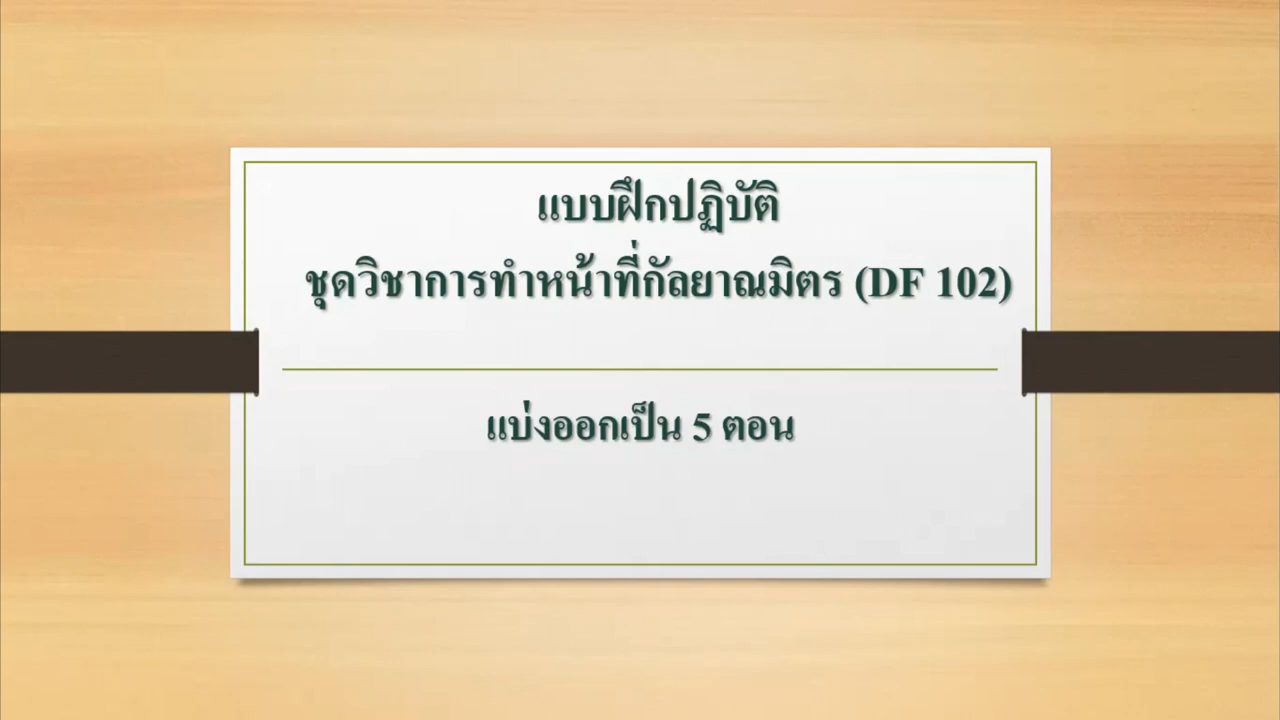 แบบฝึกปฏิบัติ
ชุดวิชาการทำหน้าที่กัลยาณมิตร (DF 102)
แบ่งออกเป็น 5 ตอน